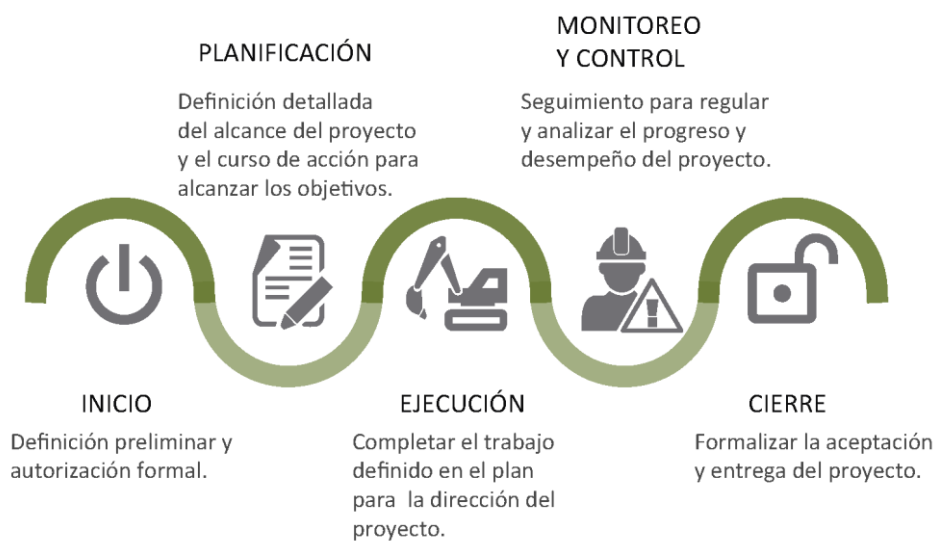 INICIO
Definición preliminar y
autorización formal.
PLANIFICACIÓN
Definición detallada
del alcance del proyecto
y el curso de acción para
alcanzar los objetivos.
EJECUCIÓN
Completar el trabajo
definido en el plan
para la dirección del
proyecto.
MONITOREO
Y CONTROL
Seguimiento para regular
y analizar el progreso y
desempeño del proyecto.
CIERRE
Formalizar la aceptación
y entrega del proyecto.